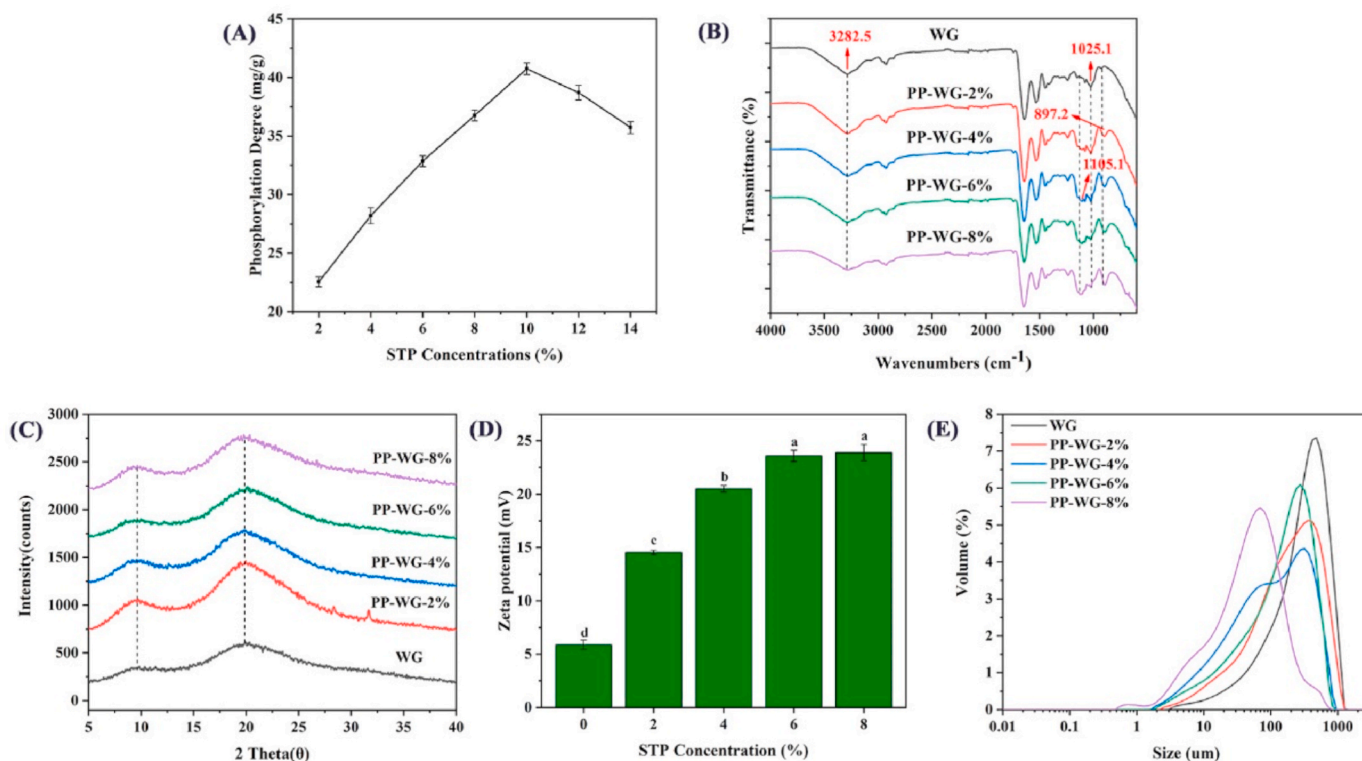 (A)
45
40
35
30
25
20
Phosphorylation Degree (mg/g)
2 4 6 8 10 12 14
STP Concentrations (%)
(B)
3282.5
WG
1025.1
PP-WG-2%
897.2
PP-WG-4%
1105.1
PP-WG-6%
PP-WG-8%
Transmittance (%)
4000 3500 3000 2500 2000 1500 1000
Wavenumbers (cm-1)
(C)
3000
2500
2000
1500
1000
500
0
Intensity(counts)
PP-WG-8%
PP-WG-6%
PP-WG-4%
PP-WG-2%
WG
5 10 15 20 25 30 35 40
2 Theta(θ)
(D)
25
20
15
10
5
0
Zeta potential (mV)
d
c
b
a
a
0 2 4 6 8
STP Concentration (%)
(E)
8
7
6
5
4
3
2
1
0
Volume (%)
WG
PP-WG-2%
PP-WG-4%
PP-WG-6%
PP-WG-8%
0.01 0.1 1 10 100 1000
Size (um)